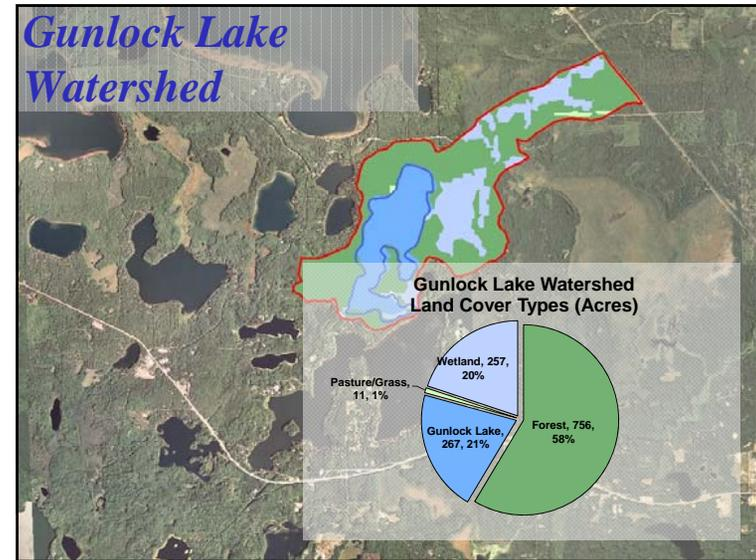 Gunlock Lake
Watershed
Gunlock Lake Watershed
Land Cover Types (Acres)
Wetland, 257,
20%
Pasture/Grass,
11, 1%
Gunlock Lake,
267, 21%
Forest, 756,
58%